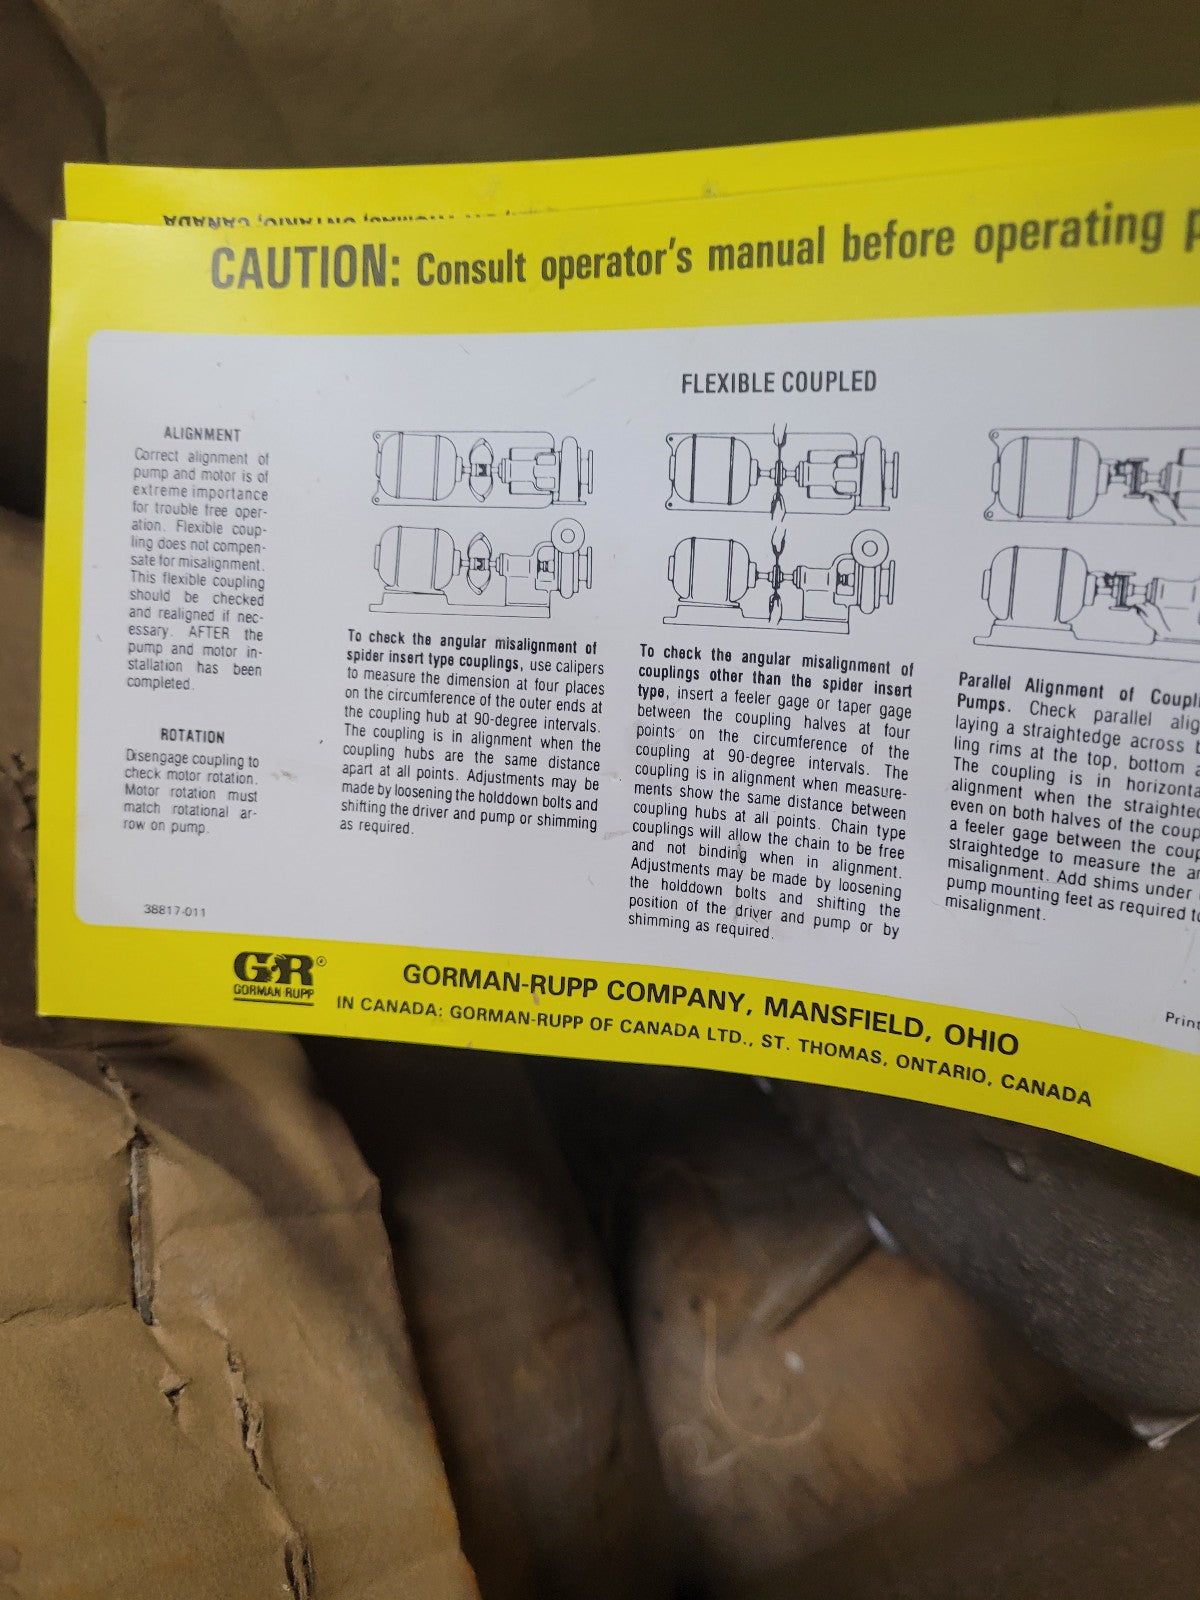 CANADA
CAUTION: Consult operator's manual before operating
FLEXIBLE COUPLED
ALIGNMENT
Correct alignment of
pump and motor is of
extreme importance
for trouble free oper-
ation. Flexible coup-
ling does not compen-
sate for misalignment.
This flexible coupling
should be checked
and realigned if nec-
essary. AFTER the
pump and motor in-
stallation has been
completed.
ROTATION
Disengage coupling to
check motor rotation.
Motor rotation must
match rotational ar-
row on pump.
38817-011
To check the angular misalignment of
spider insert type couplings, use calipers
to measure the dimension at four places
on the circumference of the outer ends at
the coupling hub at 90-degree intervals.
The coupling is in alignment when the
coupling hubs are the same distance
apart at all points. Adjustments may be
made by loosening the holddown bolts and
shifting the driver and pump or shimming
as required.
To check the angular misalignment of
couplings other than the spider insert
type, insert a feeler gage or taper gage
between the coupling halves at four
points on the circumference of the
coupling at 90-degree intervals. The
coupling is in alignment when measure-
ments show the same distance between
coupling hubs at all points. Chain type
couplings will allow the chain to be free
and not binding when in alignment.
Adjustments may be made by loosening
the holddown bolts and shifting the
position of the driver and pump or by
shimming as required.
Parallel Alignment of
Pumps. Check parallel
laying a straightedge across
ling rims at the top, bottom
The coupling is in
alignment when the
even on both halves of the
a feeler gage between the
straightedge to measure the
misalignment. Add shims under
pump mounting feet as required
misalignment.
G-R®
GORMAN-RUPP
GORMAN-RUPP COMPANY, MANSFIELD, OHIO
IN CANADA: GORMAN-RUPP OF CANADA LTD., ST. THOMAS, ONTARIO, CANADA